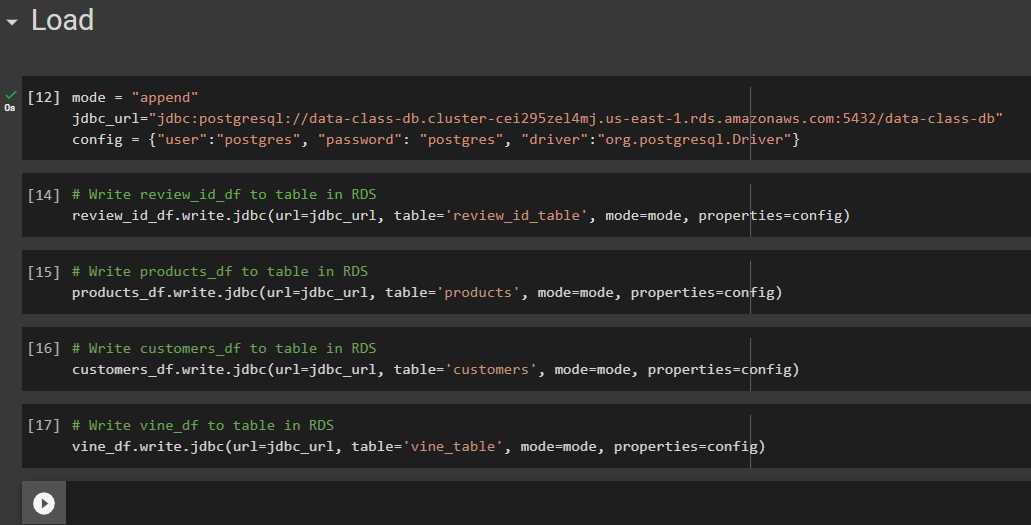 Load
0s
[12] mode = "append"
jdbc_url="jdbc:postgresql://data-class-db.cluster-cei295zel4mj.us-east-1.rds.amazonaws.com:5432/data-class-db"
config = {"user":"postgres", "password": "postgres", "driver":"org.postgresql.Driver"}
[14] # Write review_id_df to table in RDS
review_id_df.write.jdbc(url=jdbc_url, table='review_id_table', mode=mode, properties=config)
[15] # Write products_df to table in RDS
products_df.write.jdbc(url=jdbc_url, table='products', mode=mode, properties=config)
[16] # Write customers_df to table in RDS
customers_df.write.jdbc(url=jdbc_url, table='customers', mode=mode, properties=config)
[17] # Write vine_df to table in RDS
vine_df.write.jdbc(url=jdbc_url, table='vine_table', mode=mode, properties=config)